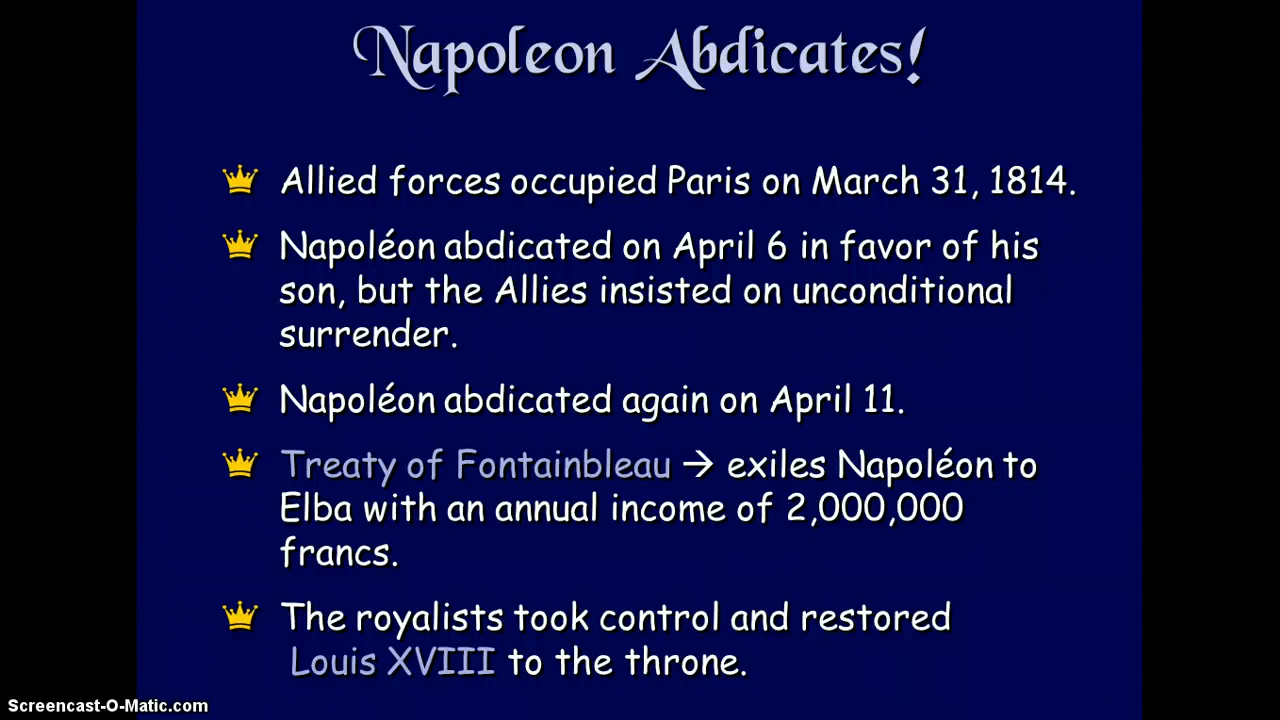 Napoleon Abdicates!
Allied forces occupied Paris on March 31, 1814.
Napoléon abdicated on April 6 in favor of his
son, but the Allies insisted on unconditional
surrender.
Napoléon abdicated again on April 11.
Treaty of Fontainbleau → exiles Napoléon to
Elba with an annual income of 2,000,000
francs.
The royalists took control and restored
Louis XVIII to the throne.
Screencast-O-Matic.com